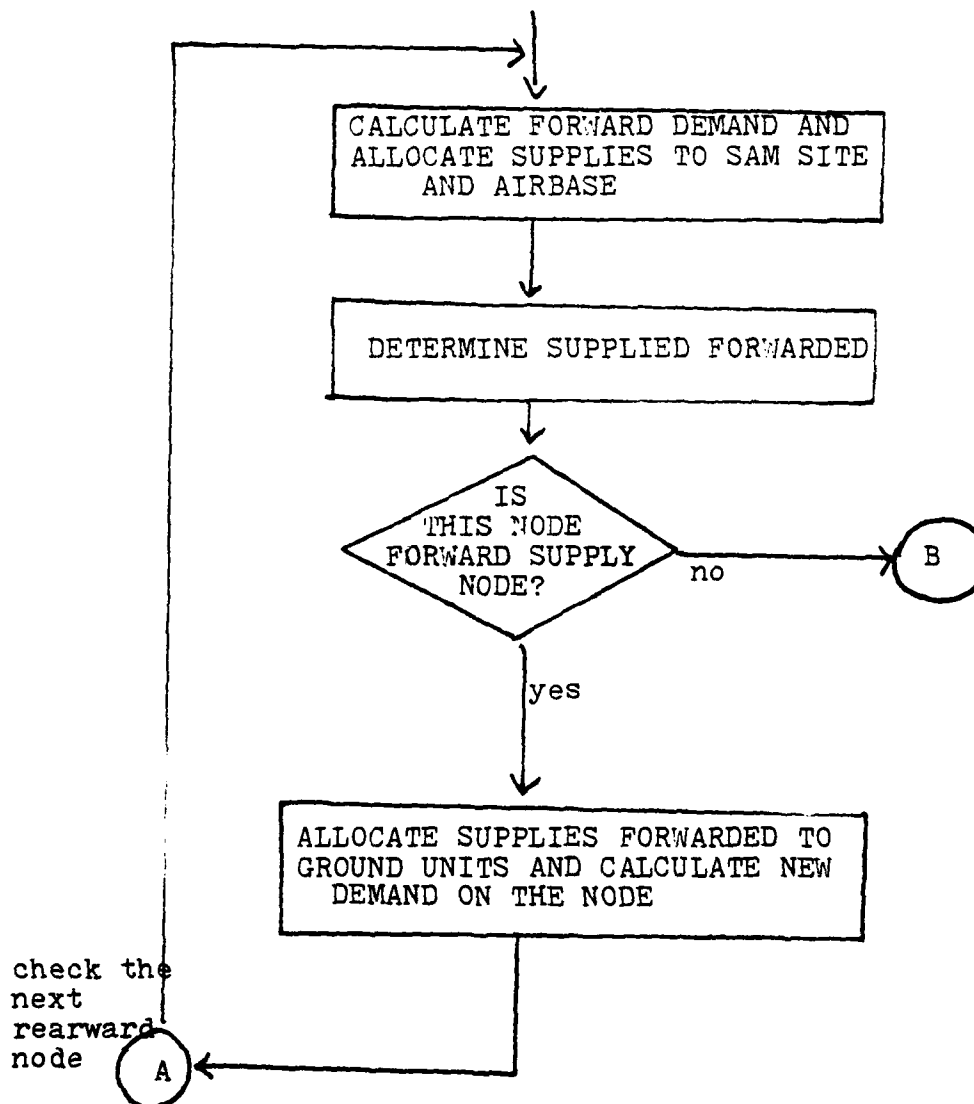 CALCULATE FORWARD DEMAND AND
ALLOCATE SUPPLIES TO SAM SITE
AND AIRBASE
DETERMINE SUPPLIED FORWARDED
IS
THIS NODE
FORWARD SUPPLY
NODE?
no
B
yes
ALLOCATE SUPPLIES FORWARDED TO
GROUND UNITS AND CALCULATE NEW
DEMAND ON THE NODE
check the
next
rearward
node
A